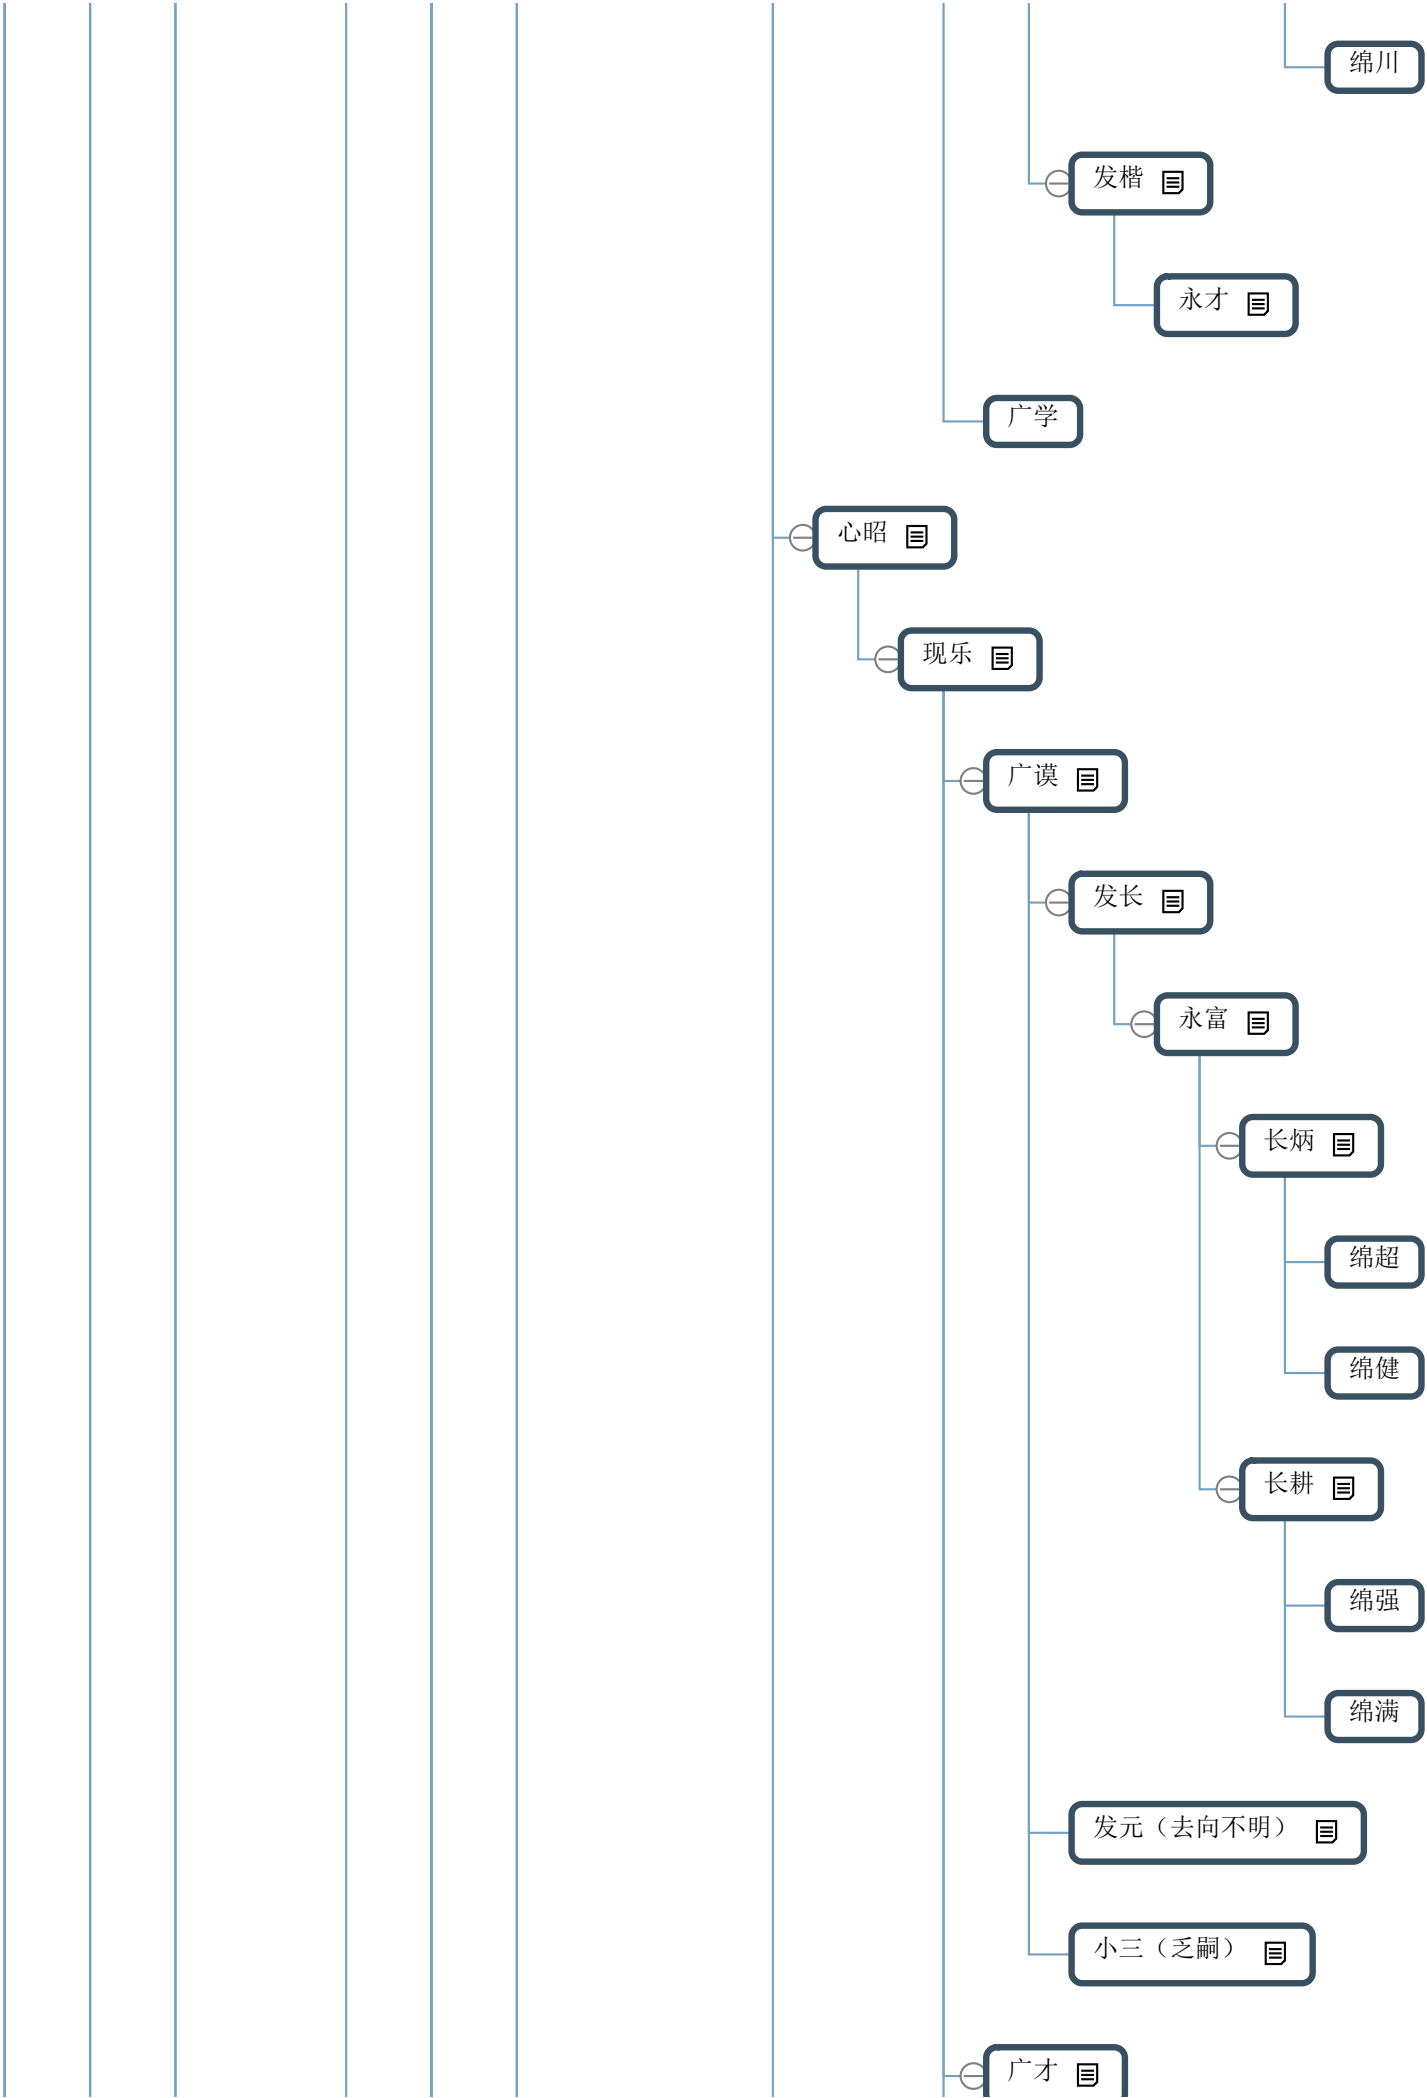 绵川
发楷
永才
广学
心昭
现乐
广谟
发长
永富
长炳
绵超
绵健
长耕
绵强
绵满
发元（去向不明）
小三（乏嗣）
广才